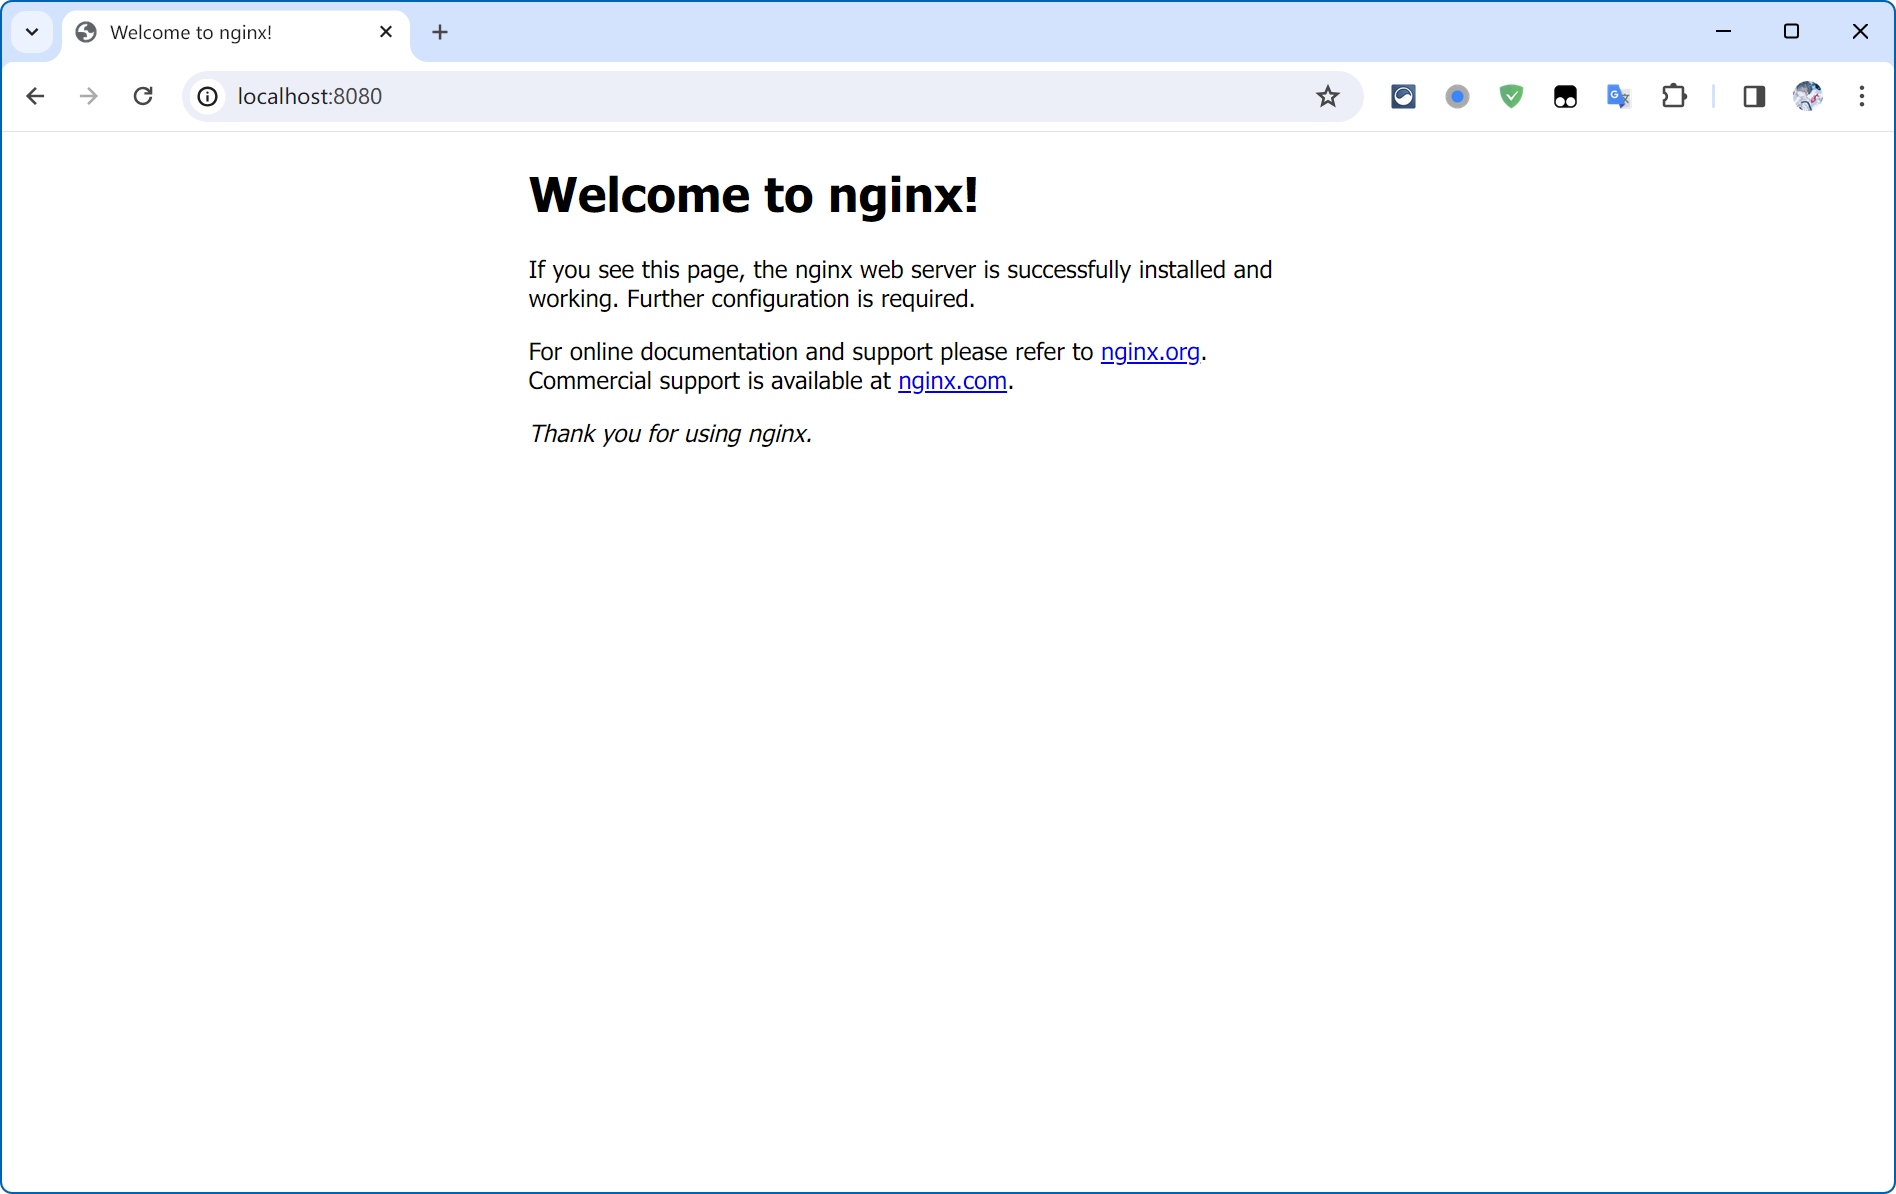 Welcome to nginx!
localhost:8080
Welcome to nginx!
If you see this page, the nginx web server is successfully installed and
working. Further configuration is required.
For online documentation and support please refer to nginx.org.
Commercial support is available at nginx.com.
Thank you for using nginx.